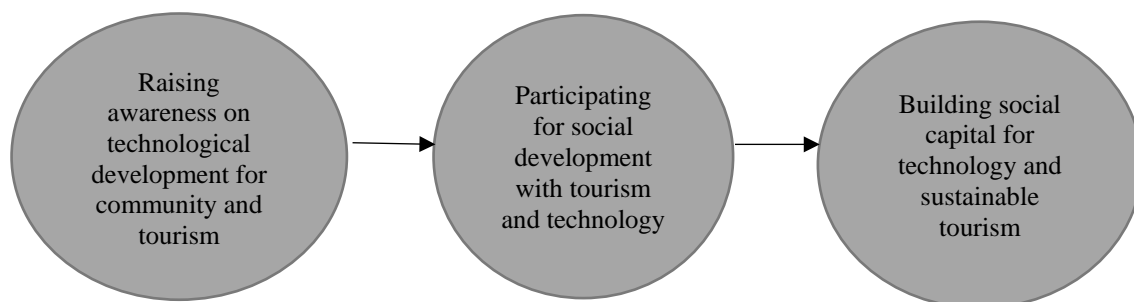 Raising
awareness on
technological
development for
community and
tourism
Participating
for social
development
with tourism
and technology
Building social
capital for
technology and
sustainable
tourism